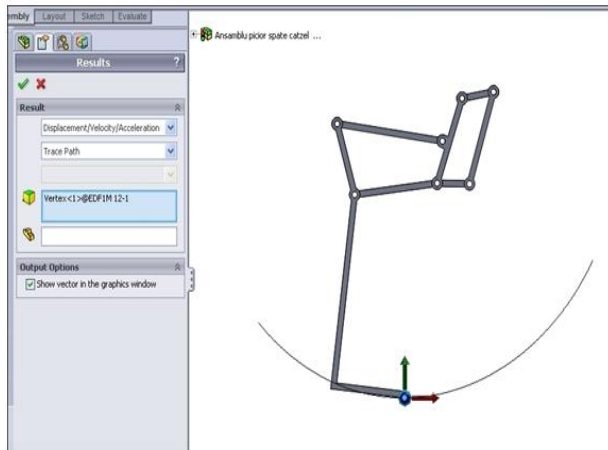 mbly Layout Sketch Evaluate
Ansamblu picior spate catzel ...
Results ?
Result
Displacement/Velocity/Acceleration
Trace Path
Vertex<1>@EDF1M 12-1
Output Options
Show vector in the graphics window